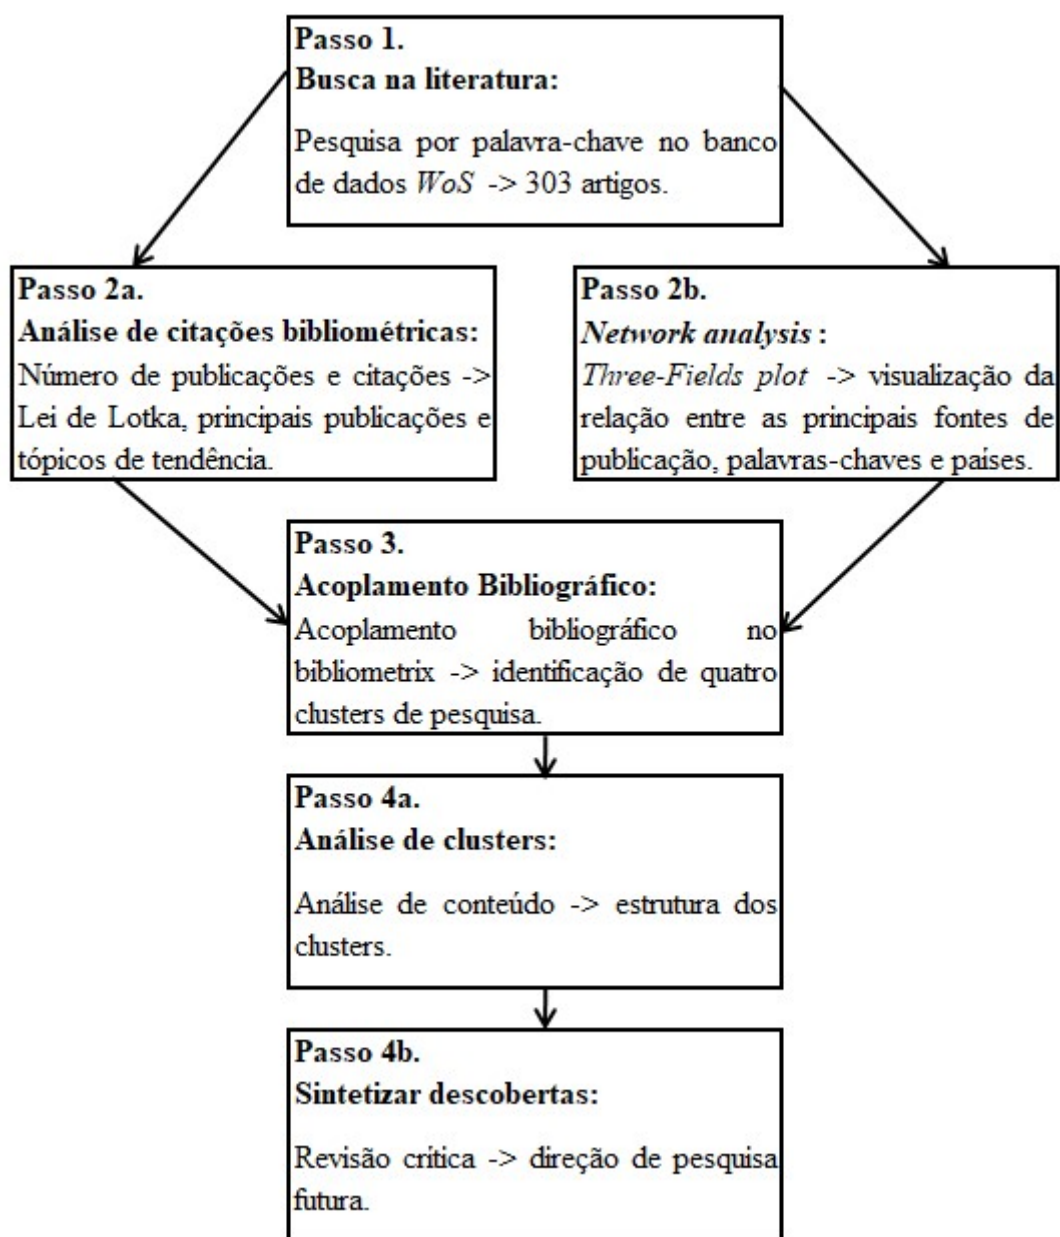 Passo 1.
Busca na literatura:
Pesquisa por palavra-chave no banco
de dados WoS -> 303 artigos.
Passo 2a.
Análise de citações bibliométricas:
Número de publicações e citações ->
Lei de Lotka, principais publicações e
tópicos de tendência.
Passo 2b.
Network analysis :
Three-Fields plot -> visualização da
relação entre as principais fontes de
publicação, palavras-chaves e países.
Passo 3.
Acoplamento Bibliográfico:
Acoplamento bibliográfico no
bibliometrix -> identificação de quatro
clusters de pesquisa.
Passo 4a.
Análise de clusters:
Análise de conteúdo -> estrutura dos
clusters.
Passo 4b.
Sintetizar descobertas:
Revisão crítica -> direção de pesquisa
futura.